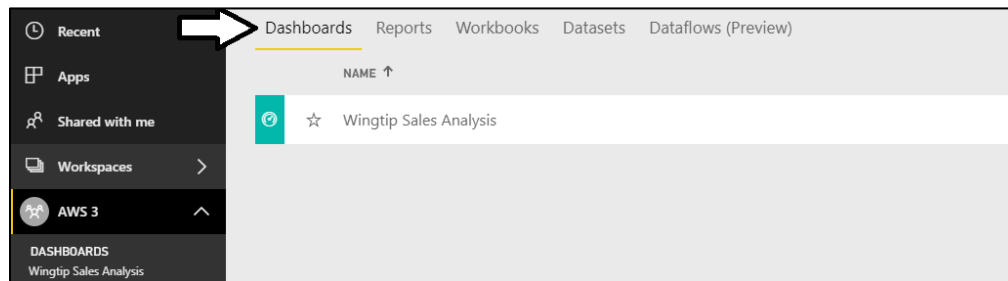 Recent
Apps
Shared with me
Workspaces
AWS 3
DASHBOARDS
Wingtip Sales Analysis
Dashboards Reports Workbooks Datasets Dataflows (Preview)
NAME ↑
Wingtip Sales Analysis